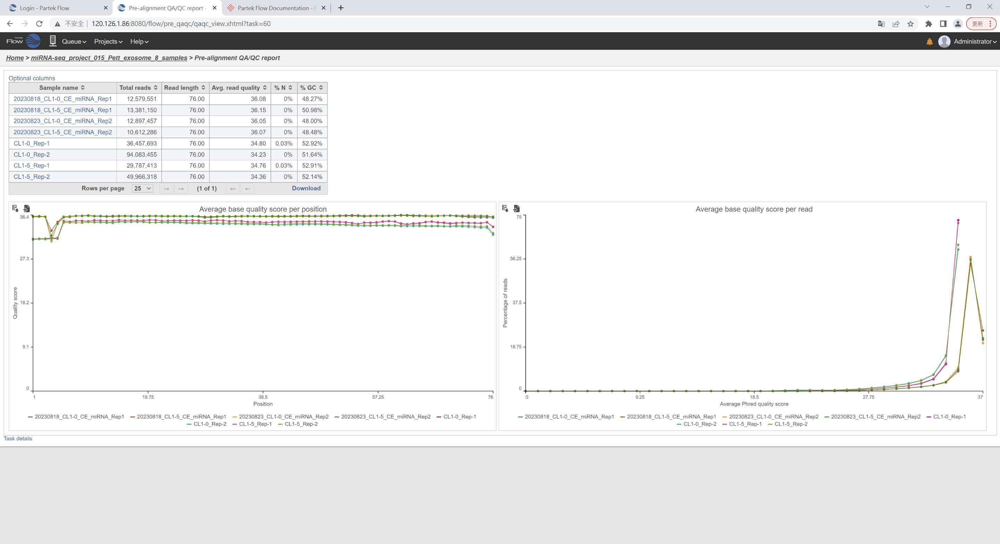 Login - Partek Flow
Pre-alignment QA/QC report -
Partek Flow Documentation - F
不安全 120.126.1.86:8080/flow/pre_qaqc/qaqc_view.xhtml?task=60
更新
Partek
Flow
Queue Projects Help
Administrator
Home > miRNA-seq_project_015_Pett_exosome_8_samples > Pre-alignment QA/QC report
Optional columns
Sample name Total reads Read length Avg. read quality % N % GC
20230818_CL1-0_CE_miRNA_Rep1 12,579,551 76.00 36.08 0% 48.27%
20230818_CL1-5_CE_miRNA_Rep1 13,381,150 76.00 36.15 0% 50.98%
20230823_CL1-0_CE_miRNA_Rep2 12,897,457 76.00 36.05 0% 48.00%
20230823_CL1-5_CE_miRNA_Rep2 10,612,286 76.00 36.07 0% 48.48%
CL1-0_Rep-1 36,457,693 76.00 34.80 0.03% 52.92%
CL1-0_Rep-2 94,083,455 76.00 34.23 0% 51.64%
CL1-5_Rep-1 29,787,413 76.00 34.76 0.03% 52.91%
CL1-5_Rep-2 49,966,318 76.00 34.36 0% 52.14%
Rows per page 25 (1 of 1) Download
Average base quality score per position
36.4
27.3
18.2
9.1
0
Quality score
1 19.75 38.5 57.25 76
Position
20230818_CL1-0_CE_miRNA_Rep1 20230818_CL1-5_CE_miRNA_Rep1 20230823_CL1-0_CE_miRNA_Rep2 20230823_CL1-5_CE_miRNA_Rep2 CL1-0_Rep-1
CL1-0_Rep-2 CL1-5_Rep-1 CL1-5_Rep-2
Average base quality score per read
75
56.25
37.5
18.75
0
Percentage of reads
0 9.25 18.5 27.75 37
Average Phred quality score
20230818_CL1-0_CE_miRNA_Rep1 20230818_CL1-5_CE_miRNA_Rep1 20230823_CL1-0_CE_miRNA_Rep2 20230823_CL1-5_CE_miRNA_Rep2 CL1-0_Rep-1
CL1-0_Rep-2 CL1-5_Rep-1 CL1-5_Rep-2
Task details